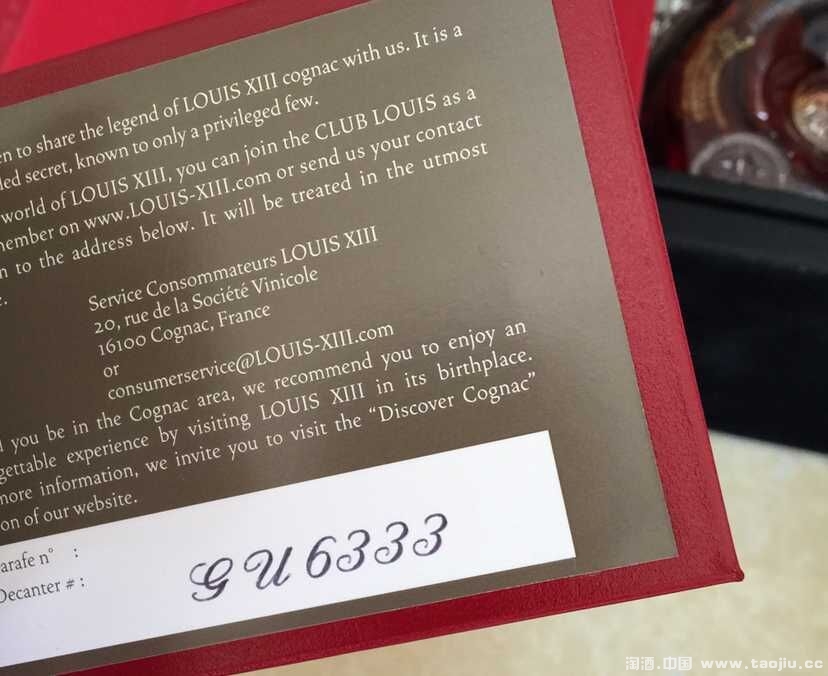 to share the legend of LOUIS XIII cognac with us. It is a
secret, known to only a privileged few.
world of LOUIS XIII, you can join the CLUB LOUIS as a
on www.LOUIS-XIII.com or send us your contact
to the address below. It will be treated in the utmost
Service Consommateurs LOUIS XIII
20, rue de la Société Vinicole
16100 Cognac, France
or
consumerservice@LOUIS-XIII.com
you be in the Cognac area, we recommend you to enjoy an
experience by visiting LOUIS XIII in its birthplace.
more information, we invite you to visit the “Discover Cognac”
of our website.
n° :
Decanter # :
GU6333
淘酒.中国 www.taojiu.cc